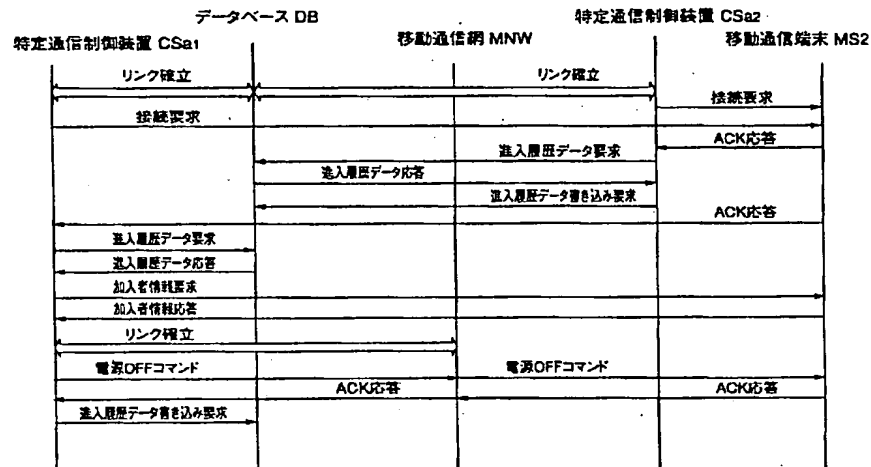 データベース DB
特定通信制御装置 CSa2
特定通信制御装置 CSa1
移動通信網 MNW
移動通信端末 MS2
リンク確立
リンク確立
接続要求
接続要求
ACK応答
進入履歴データ要求
進入履歴データ応答
進入履歴データ書き込み要求
ACK応答
進入履歴データ要求
進入履歴データ応答
加入者情報要求
加入者情報応答
リンク確立
電源OFFコマンド
電源OFFコマンド
ACK応答
ACK応答
進入履歴データ書き込み要求